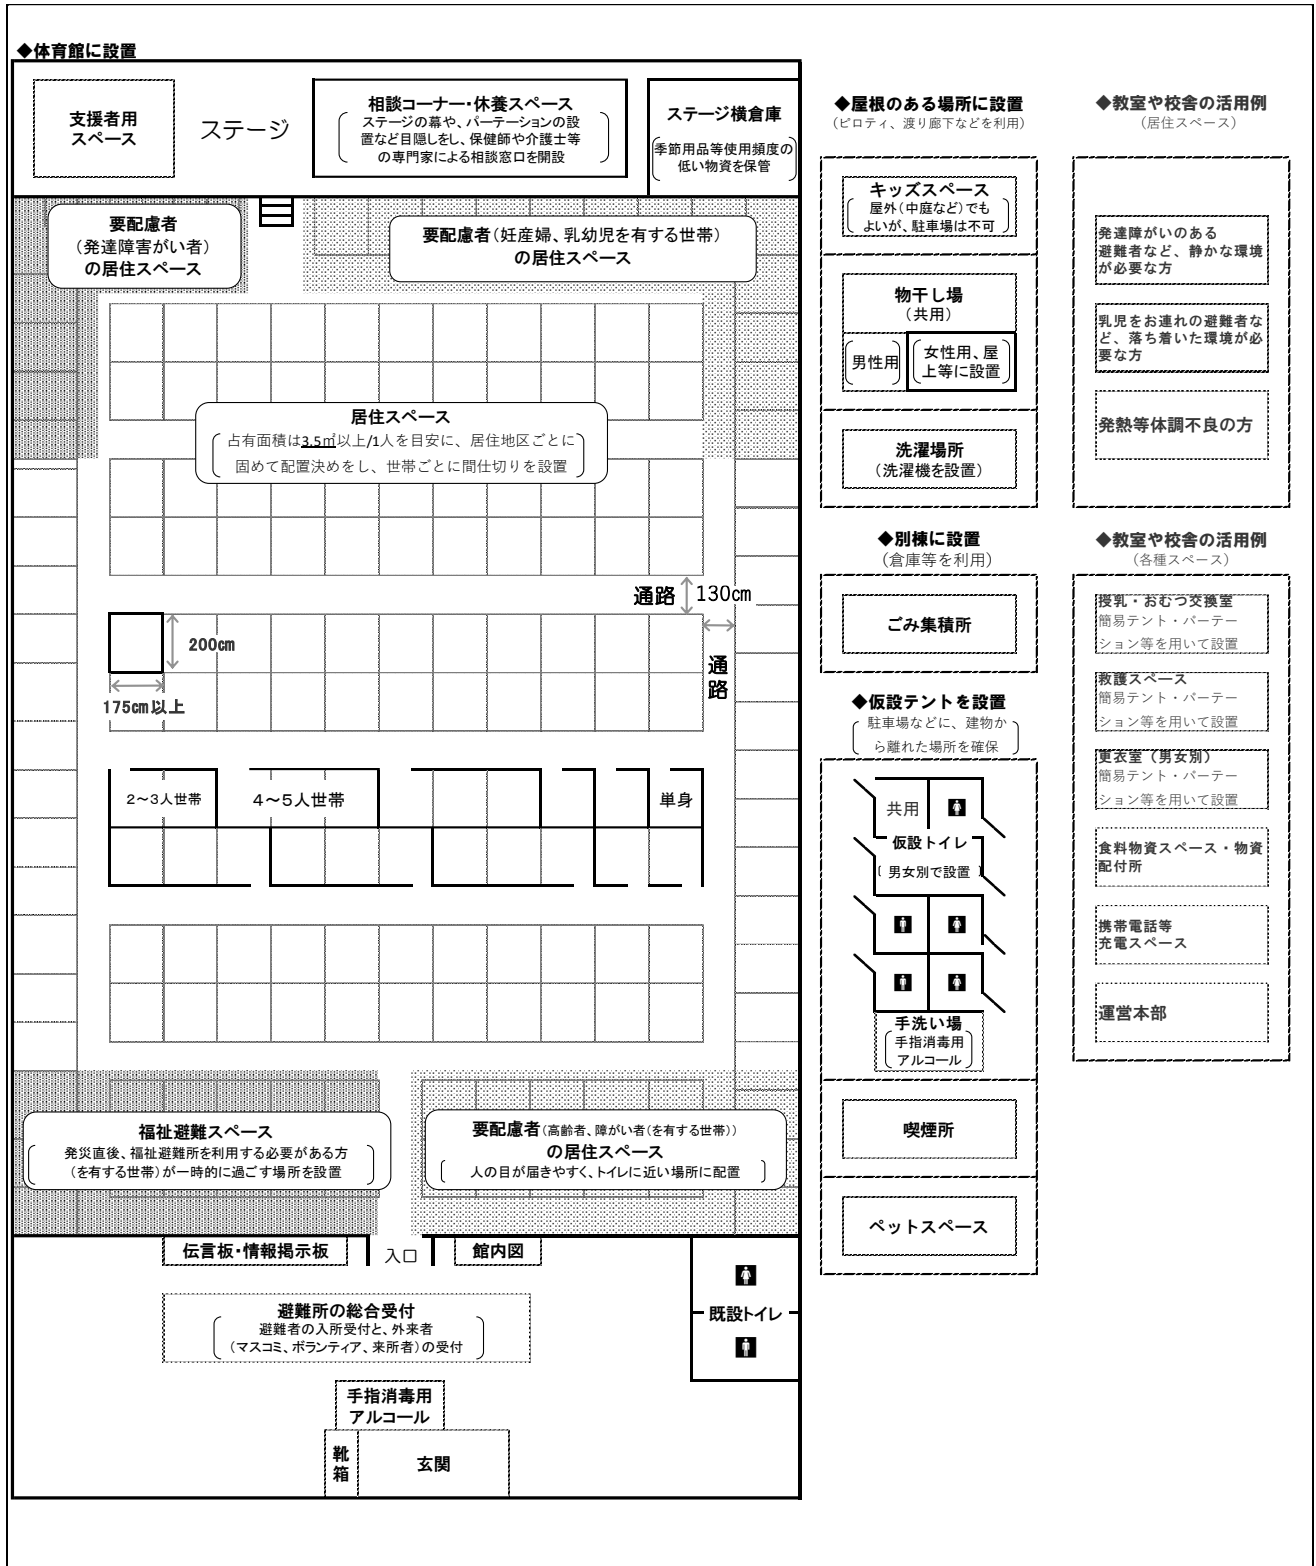 ◆体育館に設置
支援者用
スペース
ステージ
相談コーナー・休養スペース
ステージの幕や、パーテーションの設
置など目隠しをし、保健師や介護士等
の専門家による相談窓口を開設
ステージ横倉庫
季節用品等使用頻度の
低い物資を保管
要配慮者
（発達障害がい者）
の居住スペース
要配慮者（妊産婦、乳幼児を有する世帯）
の居住スペース
居住スペース
占有面積は3.5㎡以上/1人を目安に、居住地区ごとに
固めて配置決めをし、世帯ごとに間仕切りを設置
通路
130㎝
200㎝
175㎝以上
通路
2～3人世帯
4～5人世帯
単身
福祉避難スペース
発災直後、福祉避難所を利用する必要がある方
（を有する世帯）が一時的に過ごす場所を設置
要配慮者（高齢者、障がい者（を有する世帯））
の居住スペース
人の目が届きやすく、トイレに近い場所に配置
伝言板・情報掲示板
入口
館内図
避難所の総合受付
避難者の入所受付と、外来者
（マスコミ、ボランティア、来所者）の受付
既設トイレ
手指消毒用
アルコール
靴箱
玄関
◆屋根のある場所に設置
（ピロティ、渡り廊下などを利用）
キッズスペース
屋外（中庭など）でも
よいが、駐車場は不可
物干し場
（共用）
男性用
女性用、屋
上等に設置
洗濯場所
（洗濯機を設置）
◆別棟に設置
（倉庫等を利用）
ごみ集積所
◆仮設テントを設置
駐車場などに、建物か
ら離れた場所を確保
共用
仮設トイレ
男女別で設置
手洗い場
手指消毒用
アルコール
喫煙所
ペットスペース
◆教室や校舎の活用例
（居住スペース）
発達障がいのある
避難者など、静かな環境
が必要な方
乳児をお連れの避難者な
ど、落ち着いた環境が必
要な方
発熱等体調不良の方
◆教室や校舎の活用例
（各種スペース）
授乳・おむつ交換室
簡易テント・パーテー
ション等を用いて設置
救護スペース
簡易テント・パーテー
ション等を用いて設置
更衣室（男女別）
簡易テント・パーテー
ション等を用いて設置
食料物資スペース・物資
配付所
携帯電話等
充電スペース
運営本部